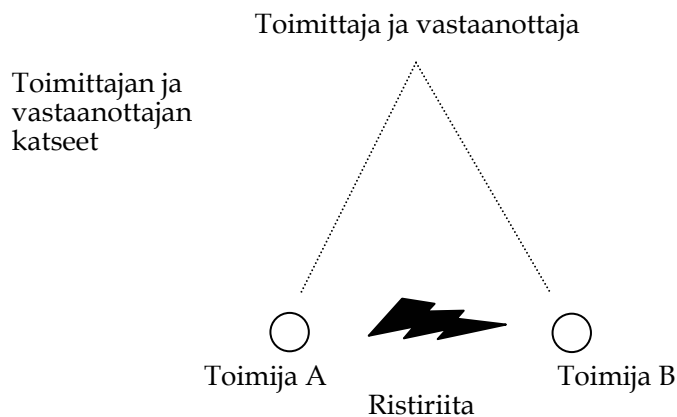 Toimittaja ja vastaanottaja
Toimittajan ja
vastaanottajan
katseet
Toimija A
Toimija B
Ristiriita